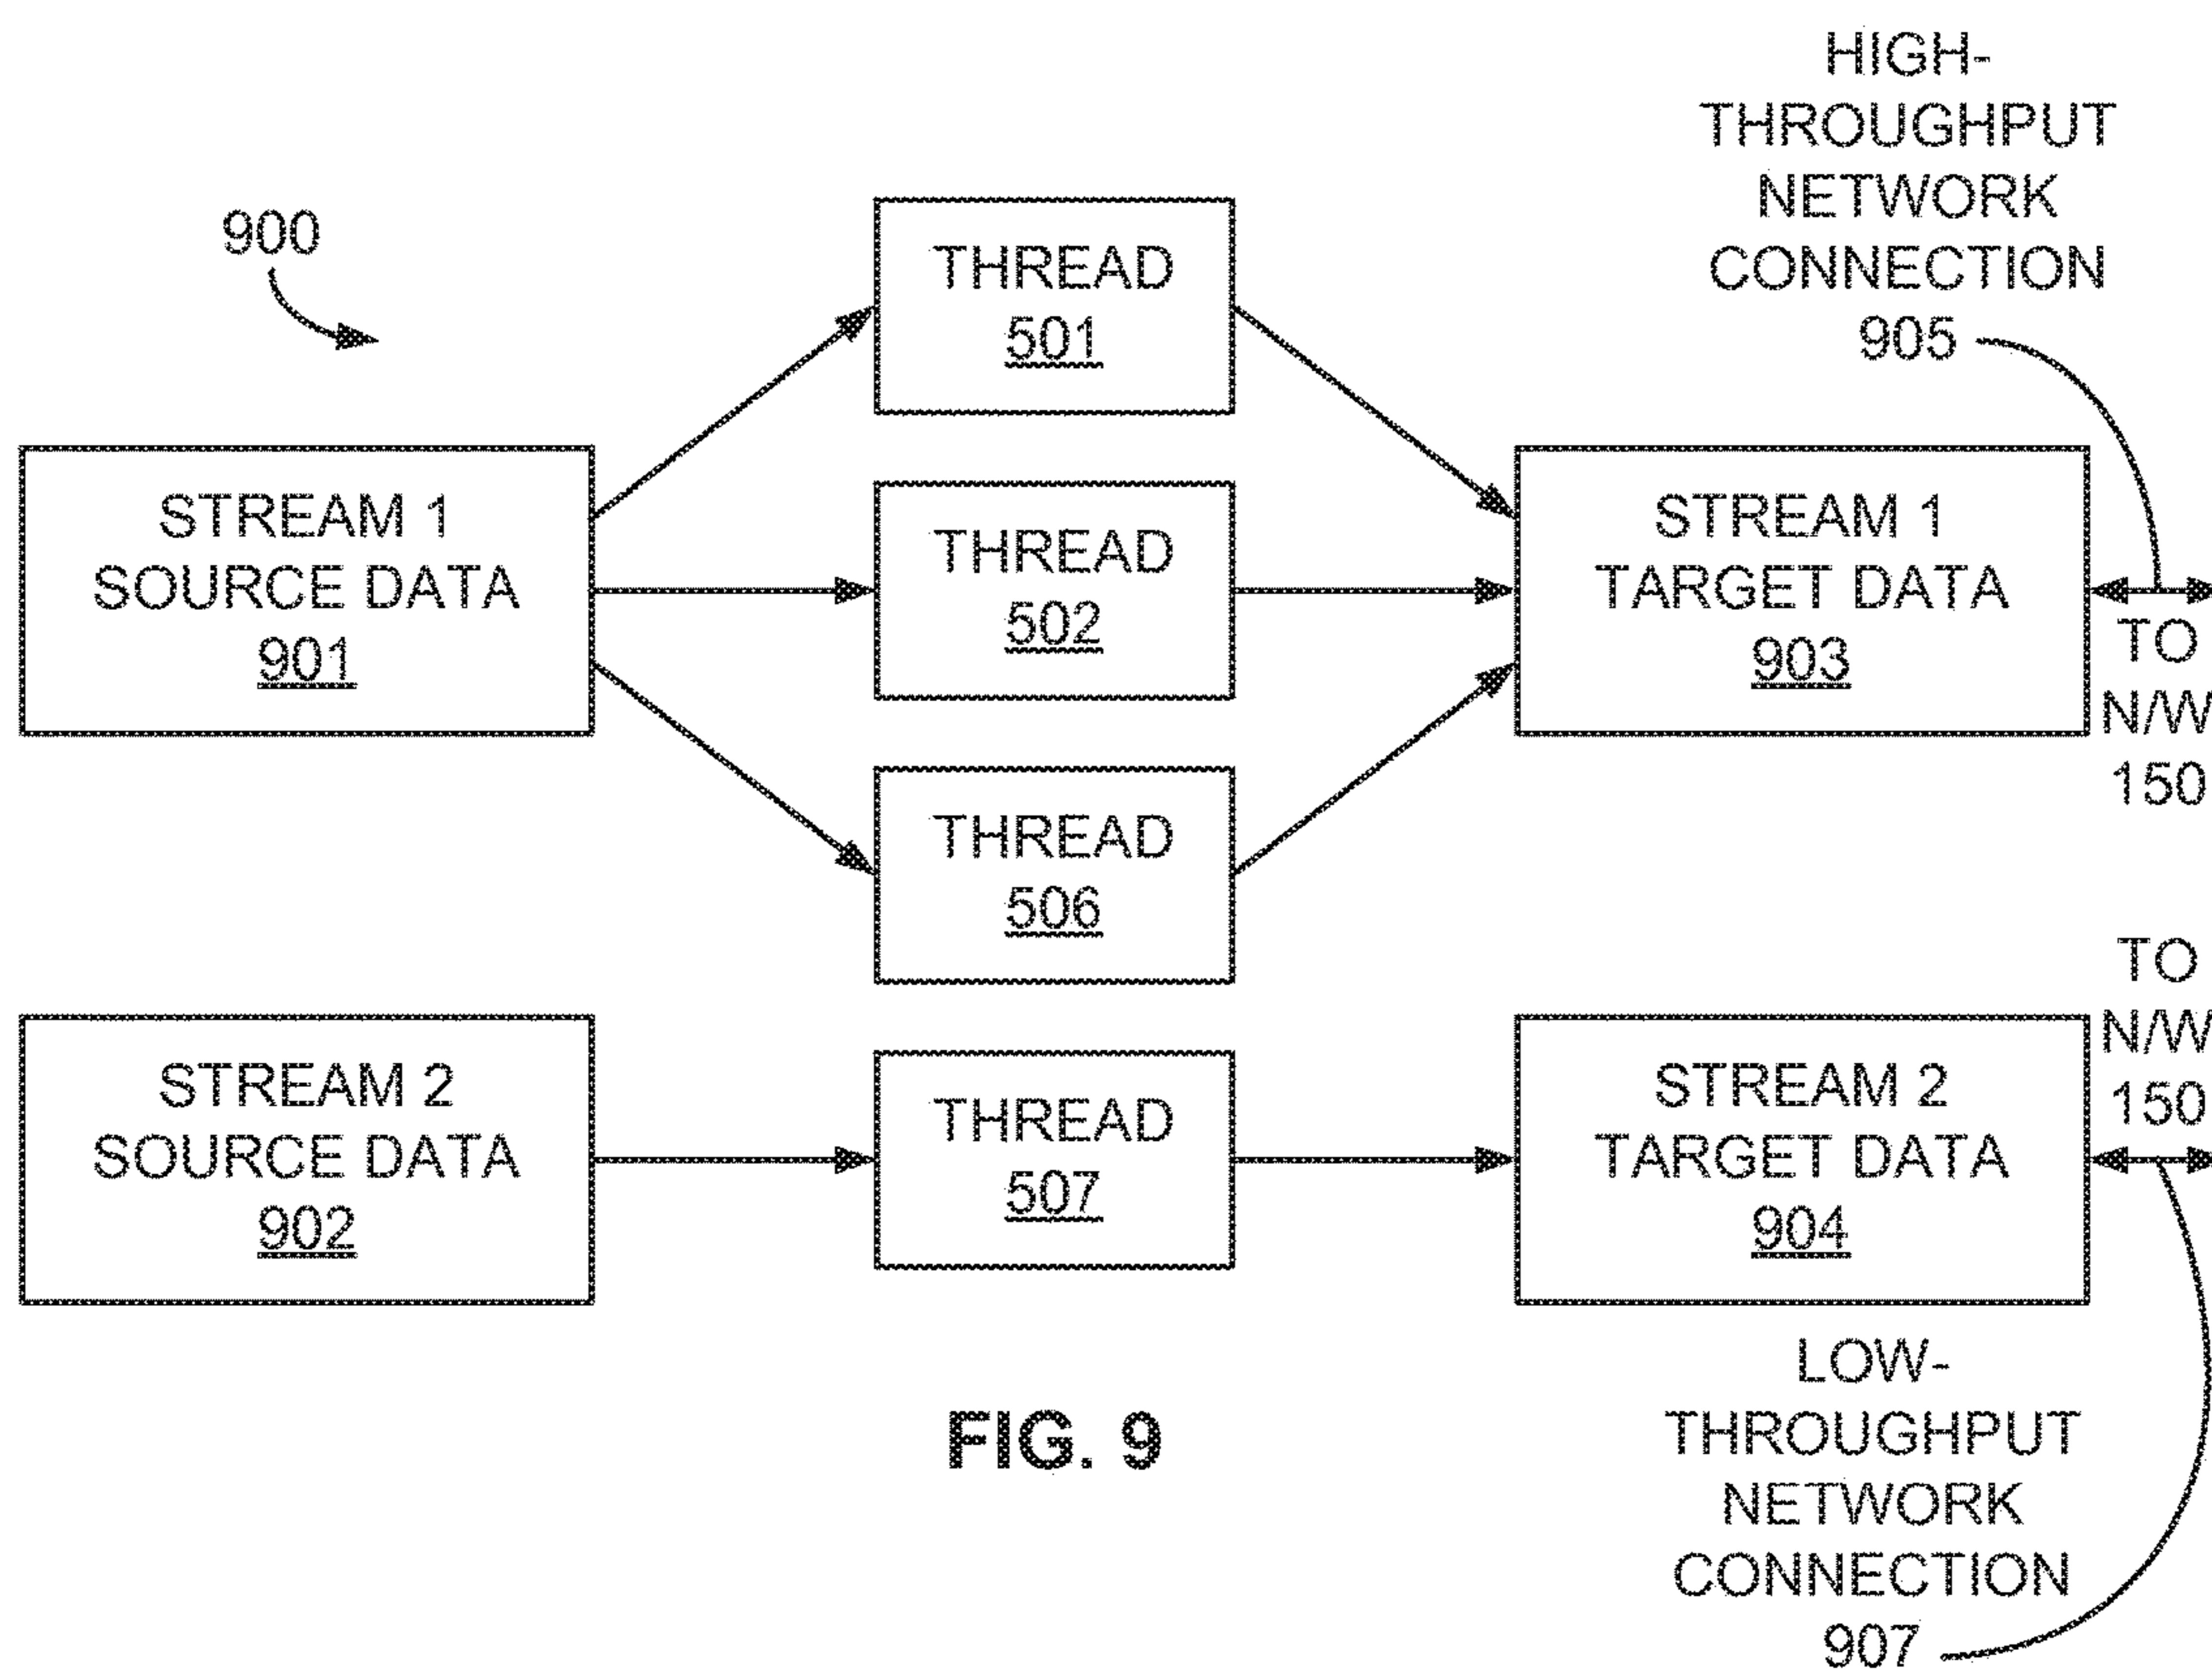 HIGH-
THROUGHPUT
NETWORK
CONNECTION
905
900
THREAD
501
STREAM 1
SOURCE DATA
901
THREAD
502
STREAM 1
TARGET DATA
903
TO
N/W
150
THREAD
506
STREAM 2
SOURCE DATA
902
THREAD
507
STREAM 2
TARGET DATA
904
TO
N/W
150
LOW-
THROUGHPUT
NETWORK
CONNECTION
907
FIG. 9